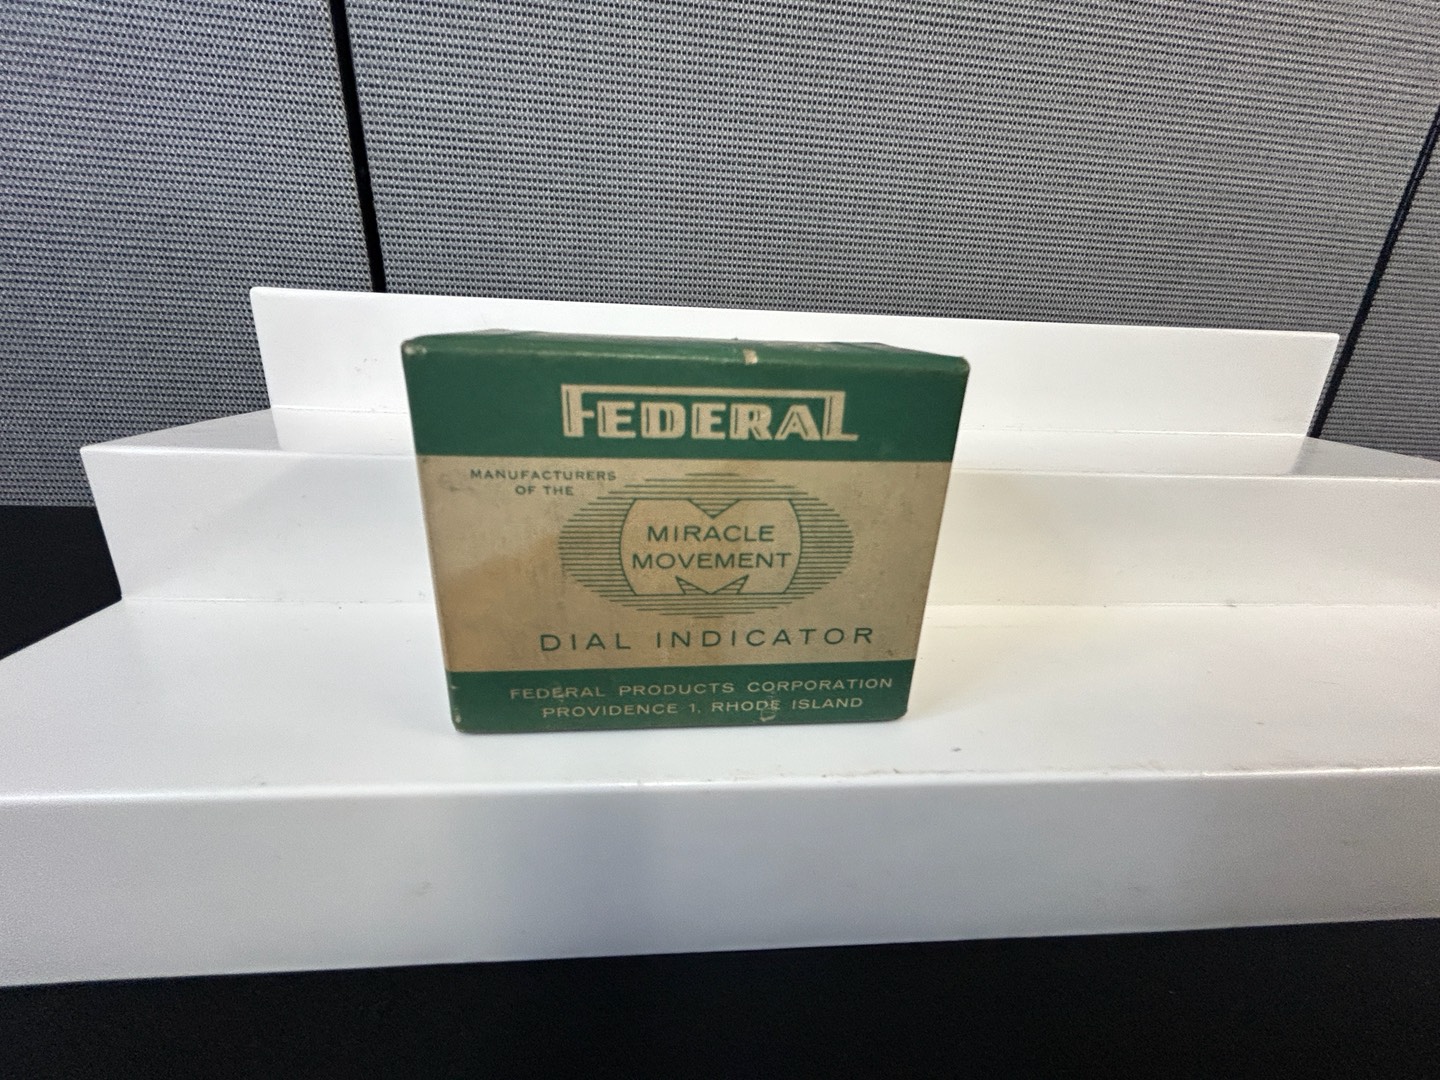 FEDERAL
MANUFACTURERS
OF THE
MIRACLE
MOVEMENT
DIAL INDICATOR
FEDERAL PRODUCTS CORPORATION
PROVIDENCE 1, RHODE ISLAND